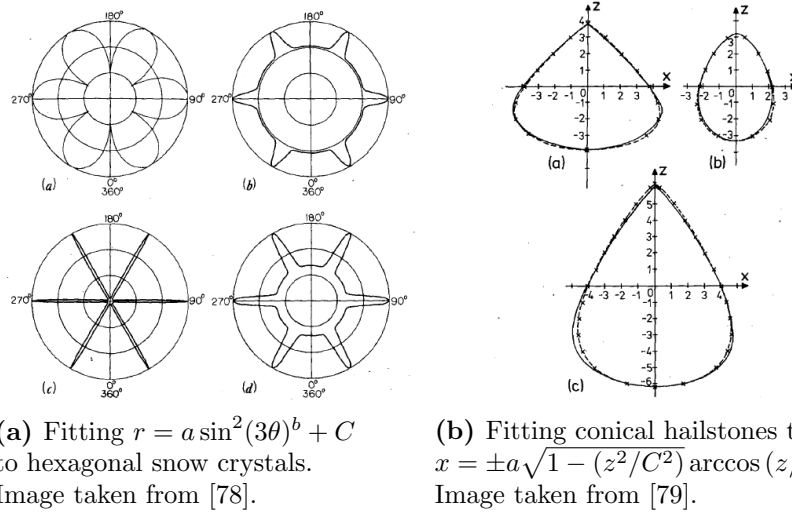 180° 180°
270° 90° 270° 90°
(a) 0° (b) 0°
360° 360°
180° 180°
270° 90° 270° 90°
(c) 0° (d) 0°
360° 360°
z
4
3
2
1
x
-3 -2 -1 0 1 2 3
-1
-2
-3
(a)
z
3
2
1
x
-2 -1 0 1 2
-1
-2
-3
(b)
z
5
4
3
2
1
x
-4 -3 -2 -1 0 1 2 3 4
-1
-2
-3
-4
-5
-6
(c)
(a) Fitting r = a sin²(3θ)ᵇ + C
to hexagonal snow crystals.
Image taken from [78].
(b) Fitting conical hailstones t
x = ±a√(1 − (z²/C²)) arccos (z/
Image taken from [79].